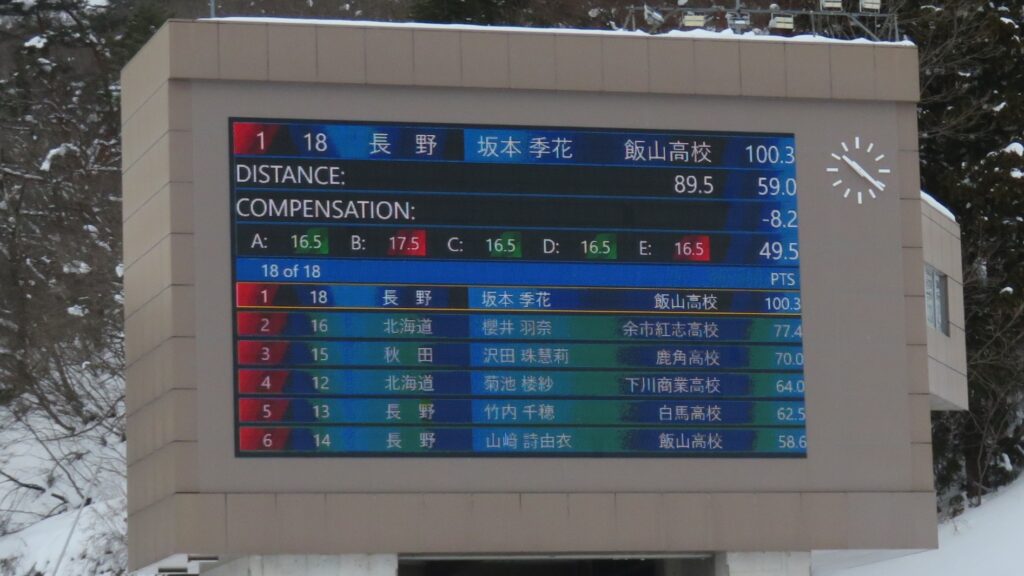 1 18 長 野 坂本 季花 飯山高校 100.3
DISTANCE: 89.5 59.0
COMPENSATION: -8.2
A: 16.5 B: 17.5 C: 16.5 D: 16.5 E: 16.5 49.5
18 of 18 PTS
1 18 長 野 坂本 季花 飯山高校 100.3
2 16 北海道 櫻井 羽奈 余市紅志高校 77.4
3 15 秋 田 沢田 珠慧莉 鹿角高校 70.0
4 12 北海道 菊池 楼紗 下川商業高校 64.0
5 13 長 野 竹内 千穂 白馬高校 62.5
6 14 長 野 山﨑 詩由衣 飯山高校 58.6